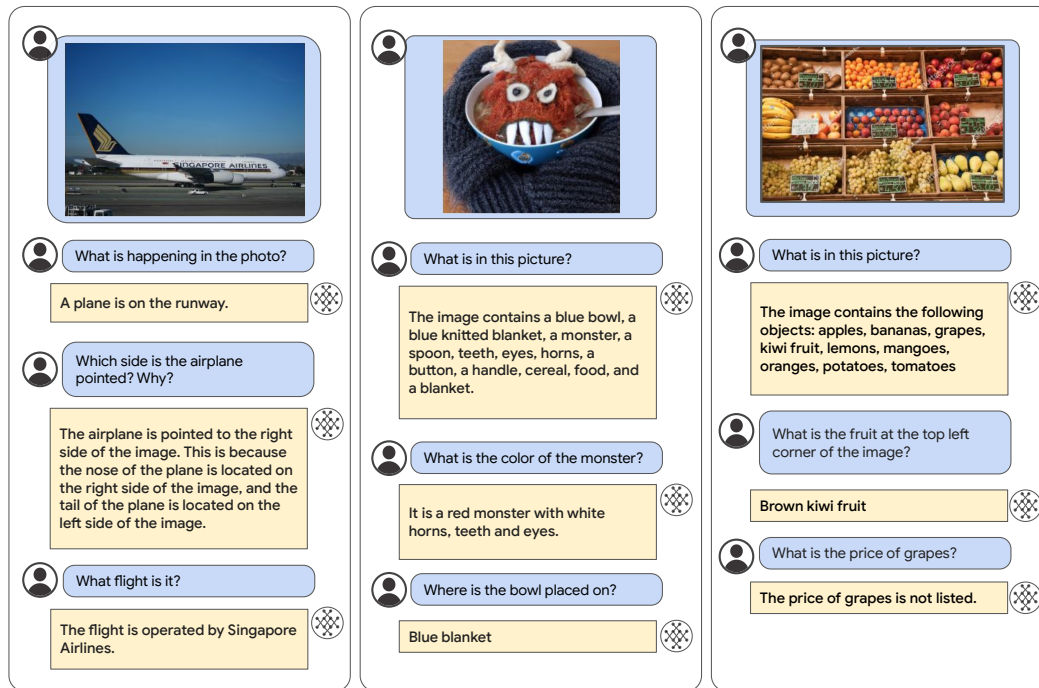 SINGAPORE AIRLINES
What is happening in the photo?
A plane is on the runway.
Which side is the airplane
pointed? Why?
The airplane is pointed to the right
side of the image. This is because
the nose of the plane is located on
the right side of the image, and the
tail of the plane is located on the
left side of the image.
What flight is it?
The flight is operated by Singapore
Airlines.
What is in this picture?
The image contains a blue bowl, a
blue knitted blanket, a monster, a
spoon, teeth, eyes, horns, a
button, a handle, cereal, food, and
a blanket.
What is the color of the monster?
It is a red monster with white
horns, teeth and eyes.
Where is the bowl placed on?
Blue blanket
What is in this picture?
The image contains the following
objects: apples, bananas, grapes,
kiwi fruit, lemons, mangoes,
oranges, potatoes, tomatoes
What is the fruit at the top left
corner of the image?
Brown kiwi fruit
What is the price of grapes?
The price of grapes is not listed.